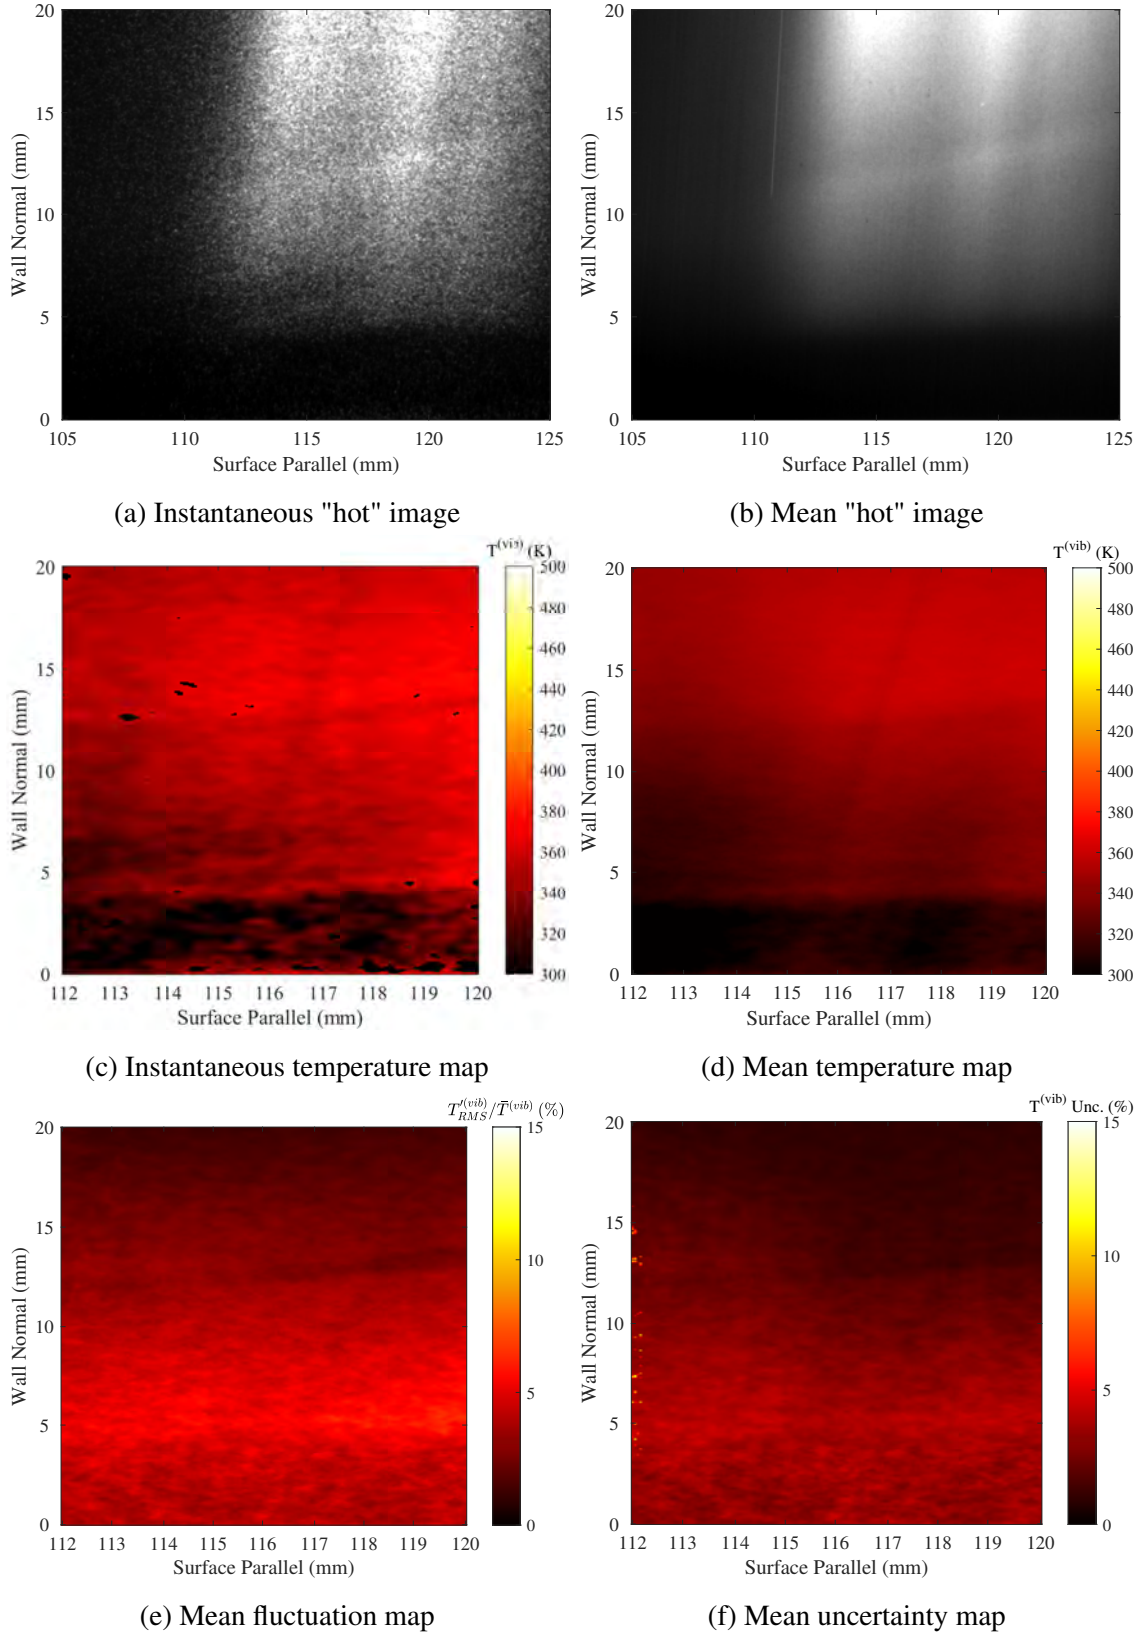 20
15
10
5
0
Wall Normal (mm)
105 110 115 120 125
Surface Parallel (mm)
(a) Instantaneous "hot" image
20
15
10
5
0
Wall Normal (mm)
105 110 115 120 125
Surface Parallel (mm)
(b) Mean "hot" image
T(vib) (K)
20
15
10
5
0
Wall Normal (mm)
112 113 114 115 116 117 118 119 120
Surface Parallel (mm)
500
480
460
440
420
400
380
360
340
320
300
(c) Instantaneous temperature map
T(vib) (K)
20
15
10
5
0
Wall Normal (mm)
112 113 114 115 116 117 118 119 120
Surface Parallel (mm)
500
480
460
440
420
400
380
360
340
320
300
(d) Mean temperature map
T'(vib)RMS/T̄(vib) (%)
20
15
10
5
0
Wall Normal (mm)
112 113 114 115 116 117 118 119 120
Surface Parallel (mm)
15
10
5
0
(e) Mean fluctuation map
T(vib) Unc. (%)
20
15
10
5
0
Wall Normal (mm)
112 113 114 115 116 117 118 119 120
Surface Parallel (mm)
15
10
5
0
(f) Mean uncertainty map